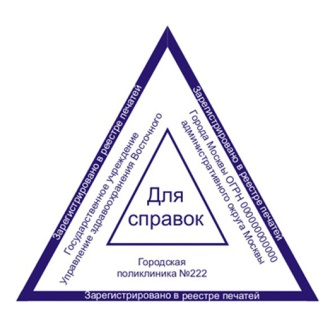 Зарегистрировано в реестре печатей
Зарегистрировано в реестре печатей
Зарегистрировано в реестре печатей
Государственное учреждение
Управление здравоохранения Восточного
Города Москвы ОГРН 000000000000
административного округа Москвы
Для
справок
Городская
поликлиника №222